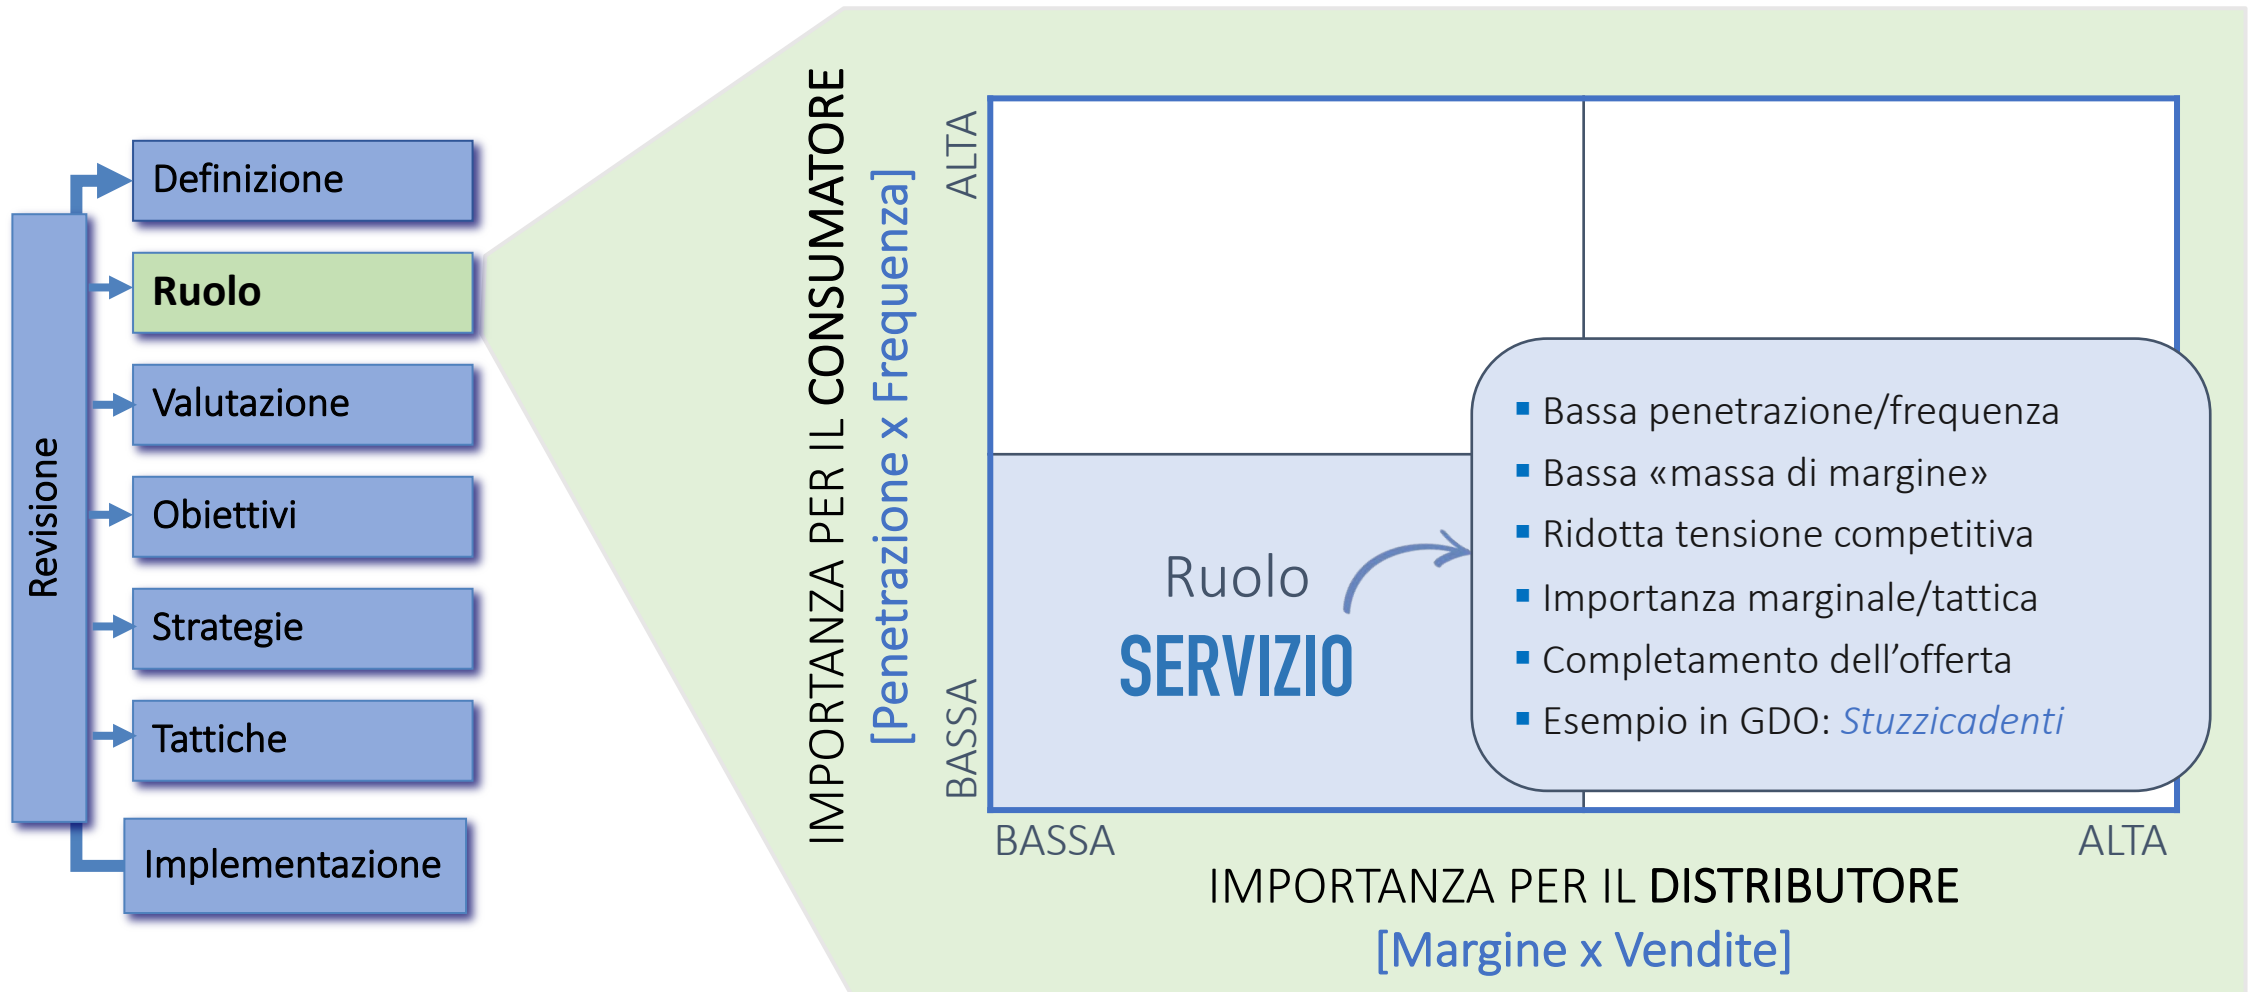 Revisione
Definizione
Ruolo
Valutazione
Obiettivi
Strategie
Tattiche
Implementazione
IMPORTANZA PER IL CONSUMATORE
[Penetrazione x Frequenza]
ALTA
BASSA
Ruolo
SERVIZIO
▪ Bassa penetrazione/frequenza
▪ Bassa «massa di margine»
▪ Ridotta tensione competitiva
▪ Importanza marginale/tattica
▪ Completamento dell’offerta
▪ Esempio in GDO: Stuzzicadenti
BASSA
ALTA
IMPORTANZA PER IL DISTRIBUTORE
[Margine x Vendite]